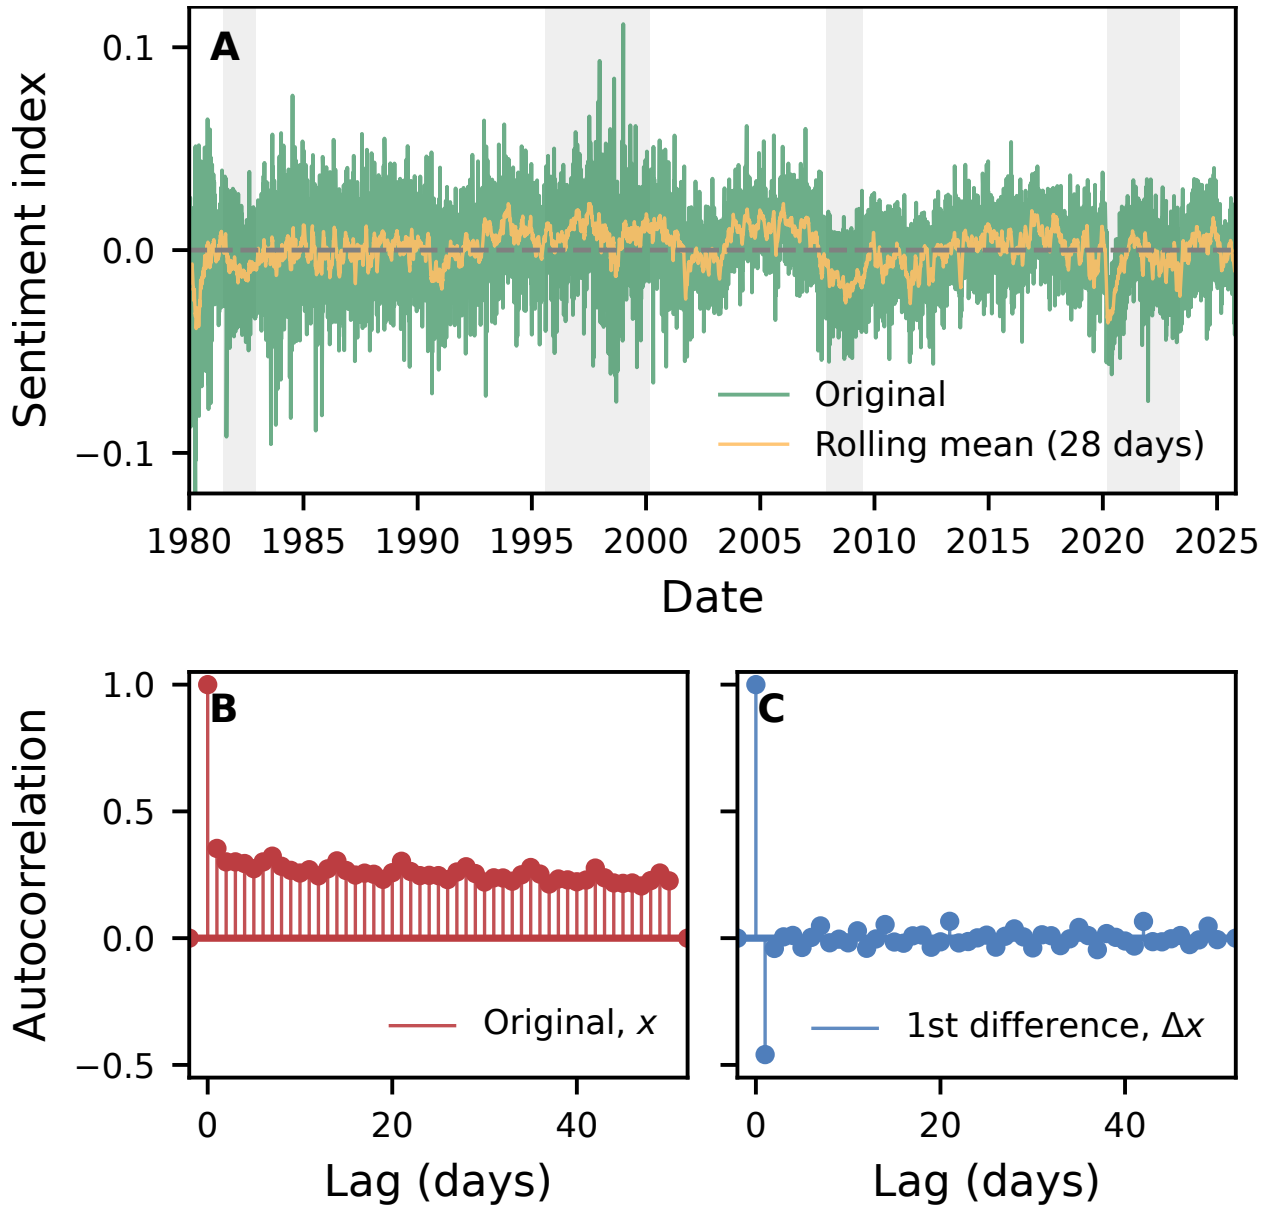 A
Sentiment index
0.1
0.0
−0.1
Original
Rolling mean (28 days)
1980 1985 1990 1995 2000 2005 2010 2015 2020 2025
Date
B
Autocorrelation
1.0
0.5
0.0
−0.5
Original, x
0 20 40
Lag (days)
C
1st difference, Δx
0 20 40
Lag (days)